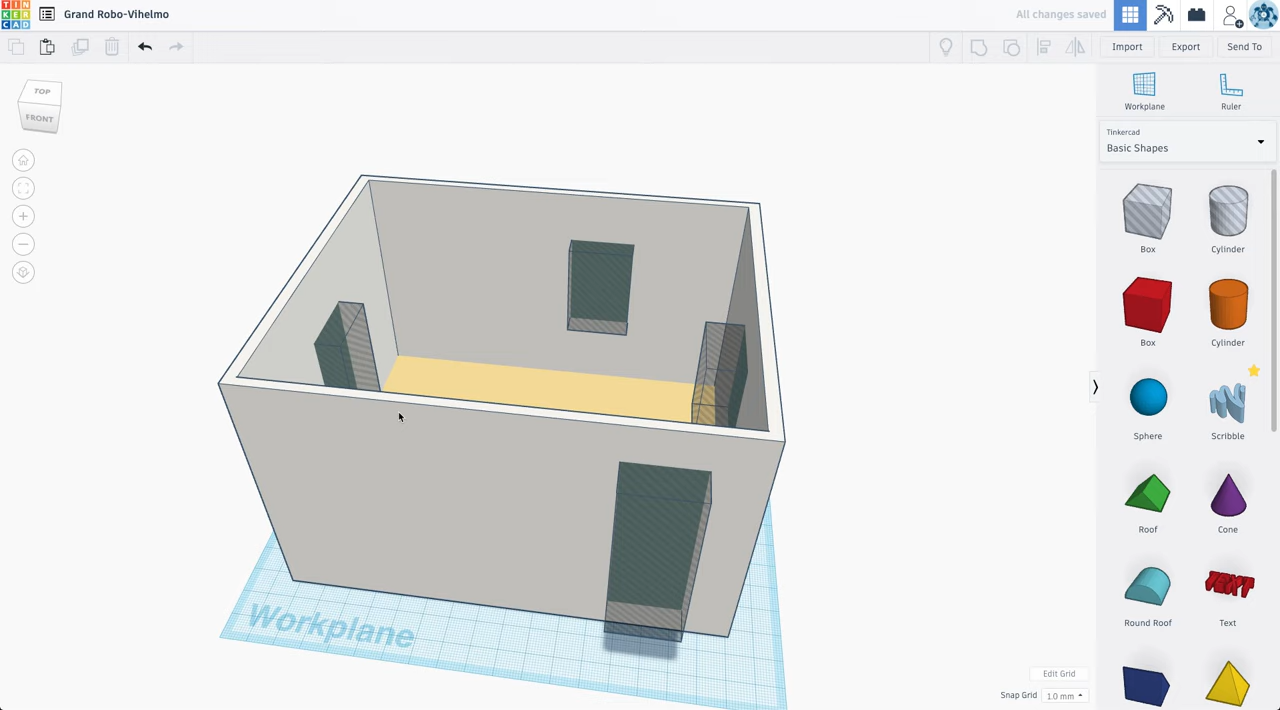 TIN
KER
CAD
Grand Robo-Vihelmo
All changes saved
Import
Export
Send To
TOP
FRONT
Workplane
Ruler
Tinkercad
Basic Shapes
Box
Cylinder
Box
Cylinder
Sphere
Scribble
Roof
Cone
TEXT
Round Roof
Text
Workplane
Edit Grid
Snap Grid
1.0 mm